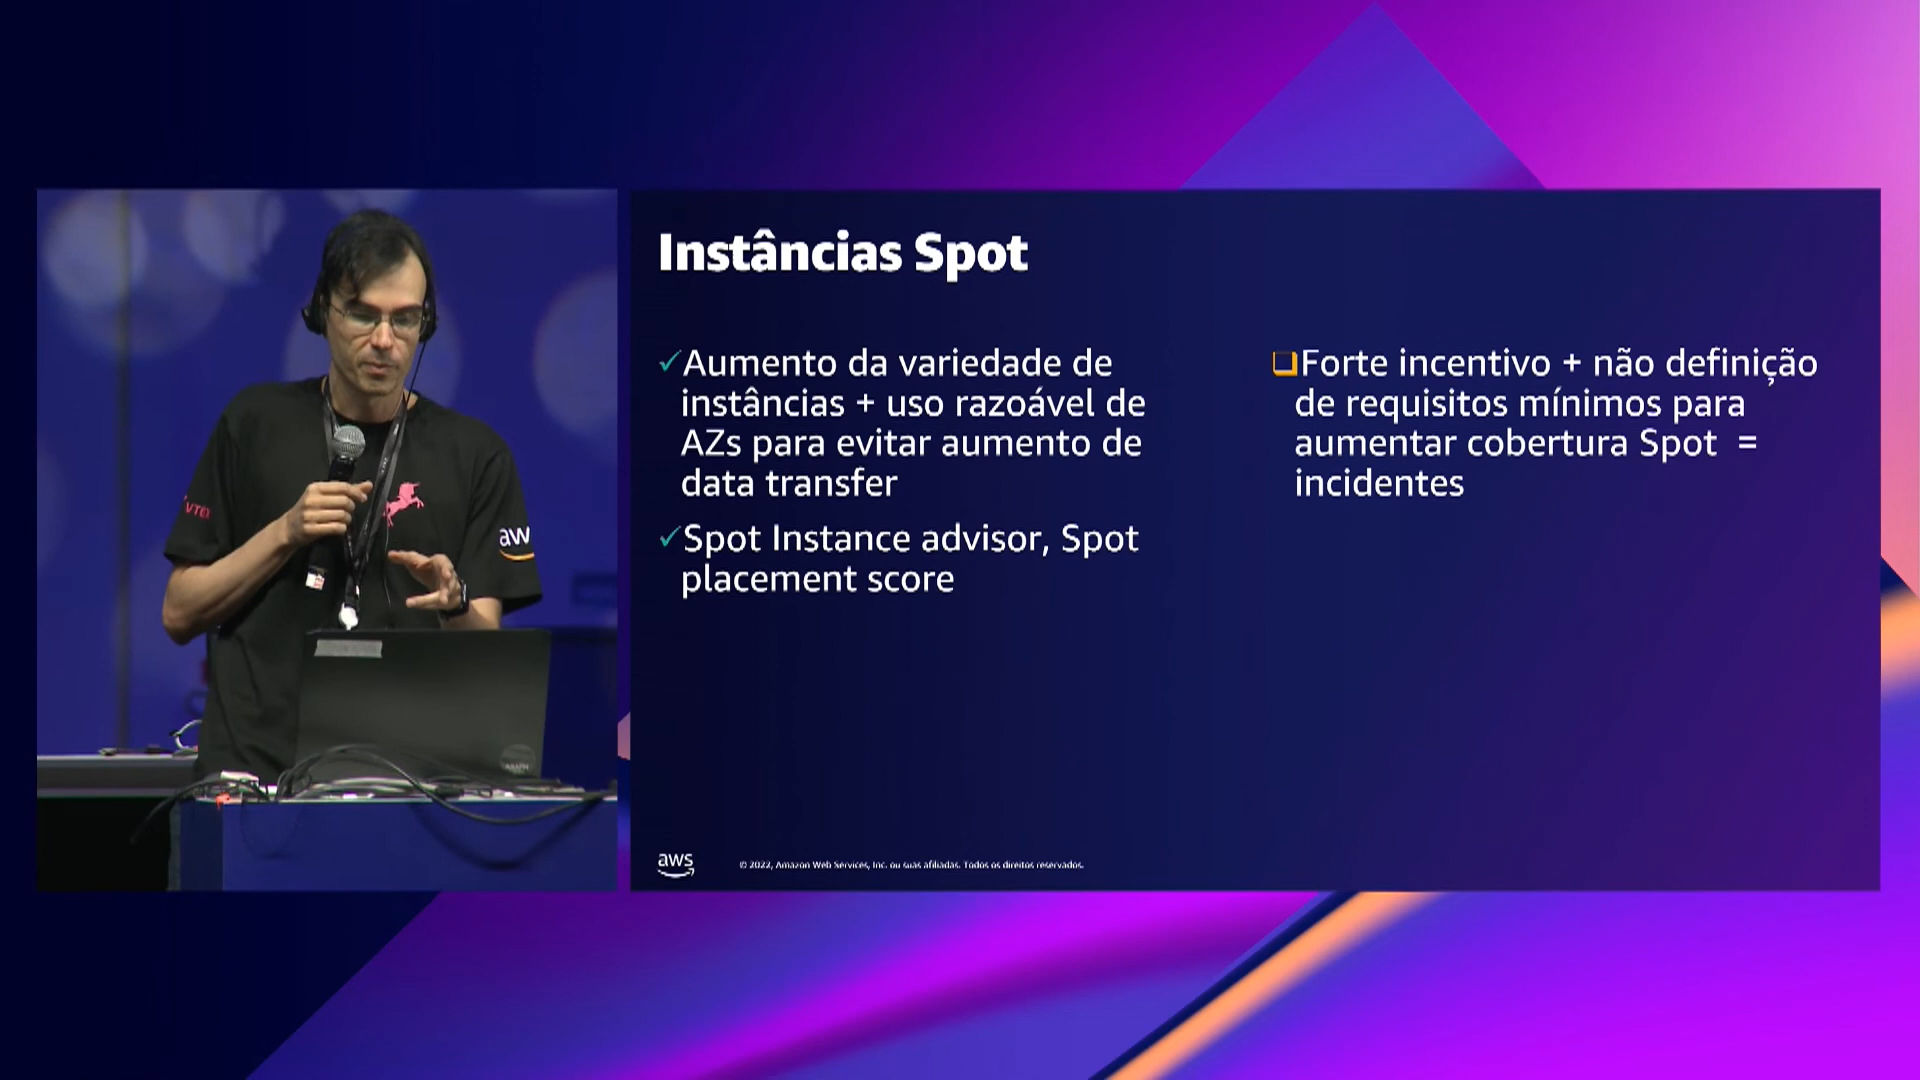 Instâncias Spot
✓Aumento da variedade de
instâncias + uso razoável de
AZs para evitar aumento de
data transfer
✓Spot Instance advisor, Spot
placement score
❑Forte incentivo + não definição
de requisitos mínimos para
aumentar cobertura Spot =
incidentes
VTEX
aw
aws
© 2022, Amazon Web Services, Inc. ou suas afiliadas. Todos os direitos reservados.